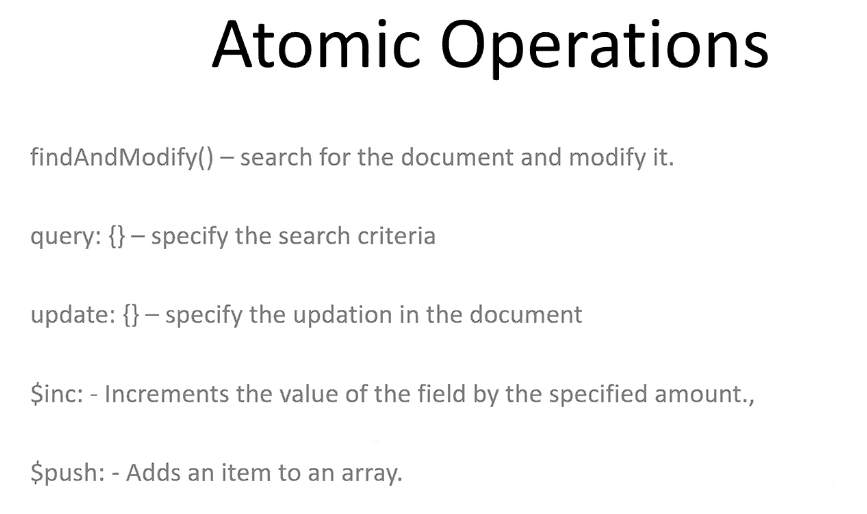 Atomic Operations
findAndModify() – search for the document and modify it.
query: {} – specify the search criteria
update: {} – specify the updation in the document
$inc: - Increments the value of the field by the specified amount.,
$push: - Adds an item to an array.